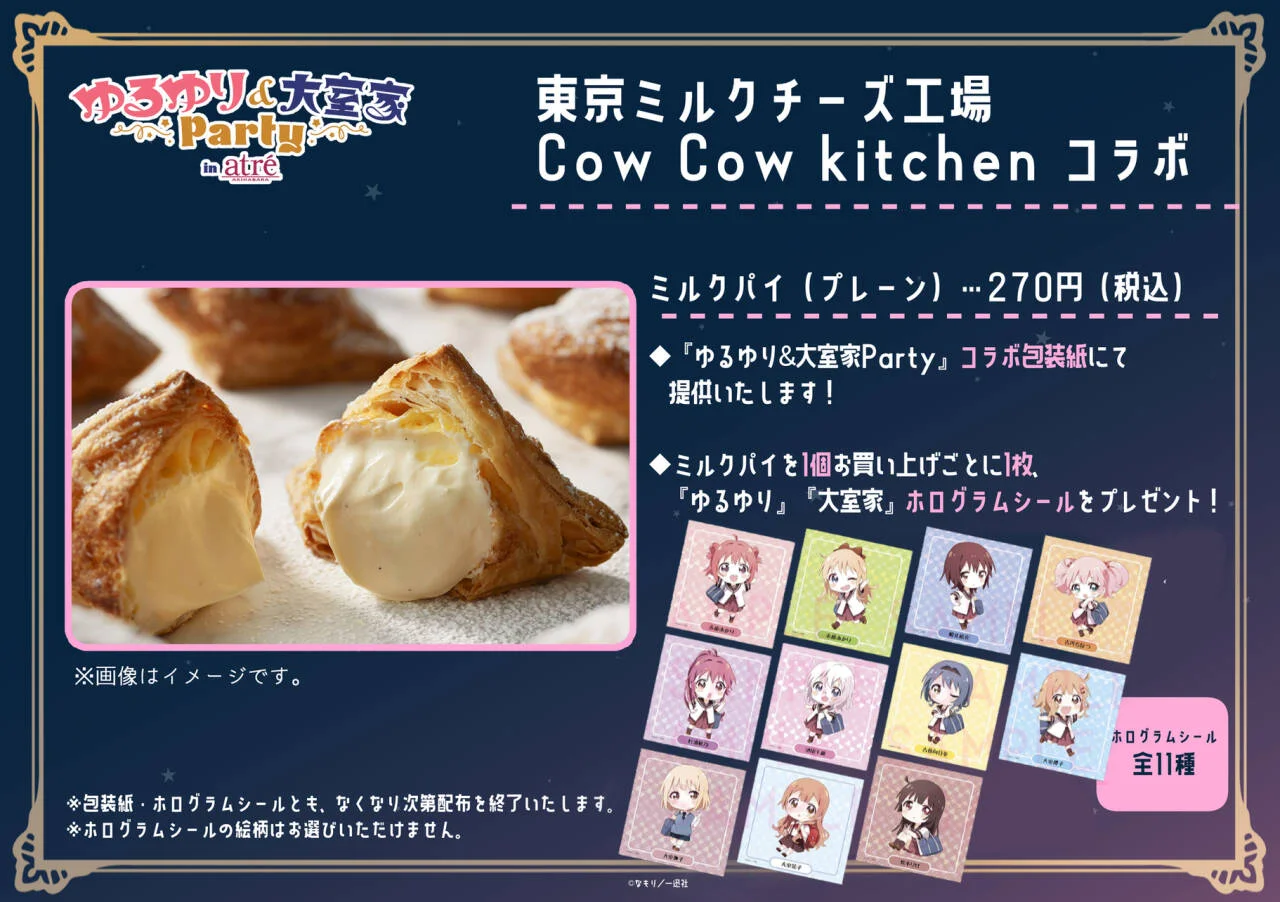 ゆるゆり&大室家
Party
in atré
AKIHABARA
東京ミルクチーズ工場
Cow Cow kitchen コラボ
ミルクパイ（プレーン）…270円（税込）
◆『ゆるゆり&大室家Party』コラボ包装紙にて
提供いたします！
◆ミルクパイを1個お買い上げごとに1枚、
『ゆるゆり』『大室家』ホログラムシールをプレゼント！
※画像はイメージです。
ホログラムシール
全11種
※包装紙・ホログラムシールとも、なくなり次第配布を終了いたします。
※ホログラムシールの絵柄はお選びいただけません。
©なもり／一迅社